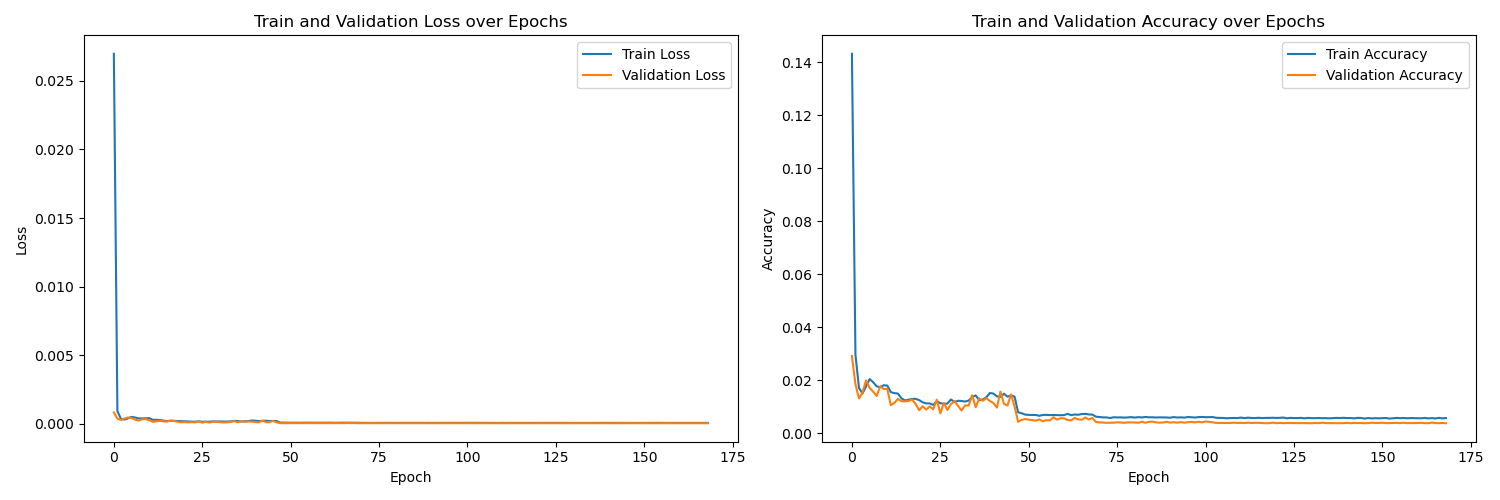 Train and Validation Loss over Epochs
Train Loss
Validation Loss
0.025
0.020
0.015
0.010
0.005
0.000
Loss
0 25 50 75 100 125 150 175
Epoch
Train and Validation Accuracy over Epochs
Train Accuracy
Validation Accuracy
0.14
0.12
0.10
0.08
0.06
0.04
0.02
0.00
Accuracy
0 25 50 75 100 125 150 175
Epoch